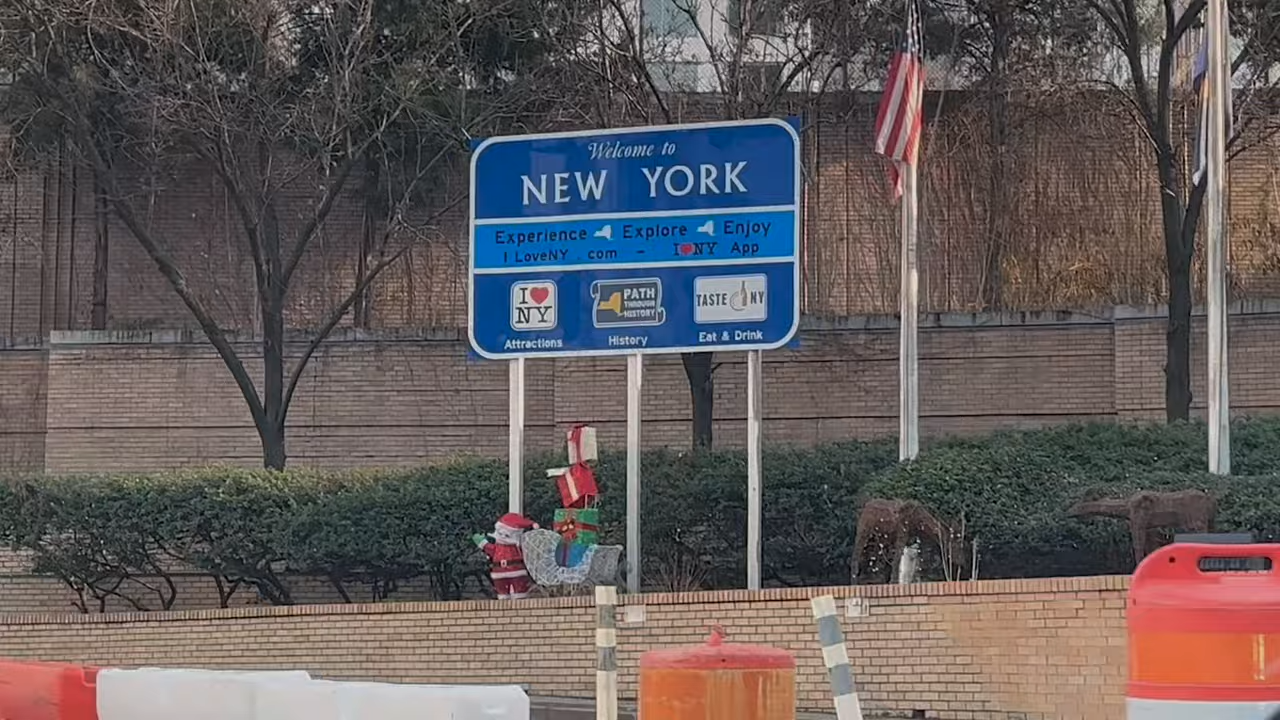 Welcome to
NEW YORK
Experience Explore Enjoy
I LoveNY.com - I ❤ NY App
I ❤
NY
PATH
THROUGH
HISTORY
TASTE NY
Attractions History Eat & Drink